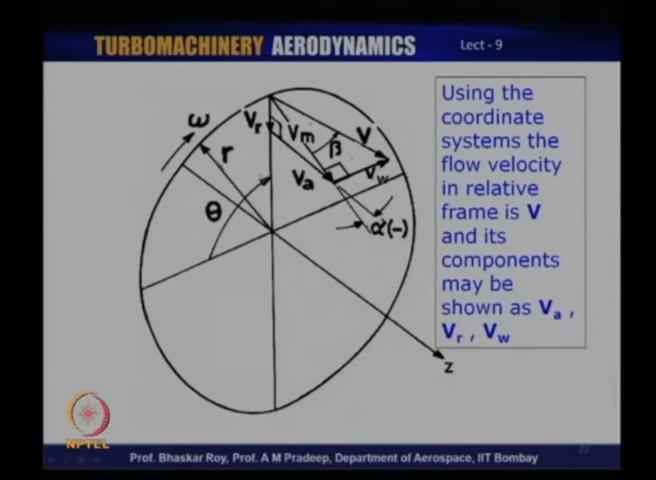 TURBOMACHINERY AERODYNAMICS
Lect - 9
ω
r
θ
Vr
Vm
V
β
Va
Vw
α(-)
z
Using the
coordinate
systems the
flow velocity
in relative
frame is V
and its
components
may be
shown as Va ,
Vr , Vw
NPTEL
Prof. Bhaskar Roy, Prof. A M Pradeep, Department of Aerospace, IIT Bombay